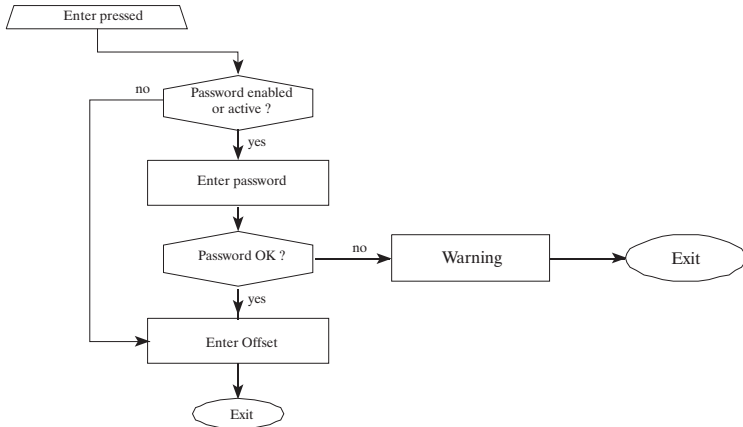 Enter pressed
no
Password enabled
or active ?
yes
Enter password
Password OK ?
no
Warning
Exit
yes
Enter Offset
Exit